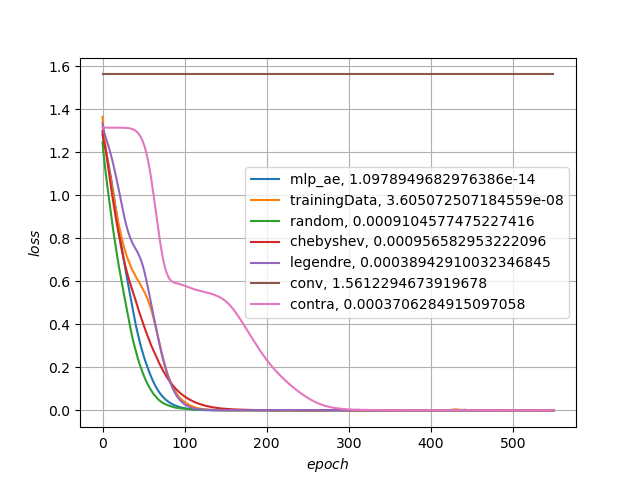 1.6
1.4
1.2
1.0
0.8
0.6
0.4
0.2
0.0
loss
mlp_ae, 1.0978949682976386e-14
trainingData, 3.605072507184559e-08
random, 0.0009104577475227416
chebyshev, 0.000956582953222096
legendre, 0.00038942910032346845
conv, 1.5612294673919678
contra, 0.0003706284915097058
0 100 200 300 400 500
epoch